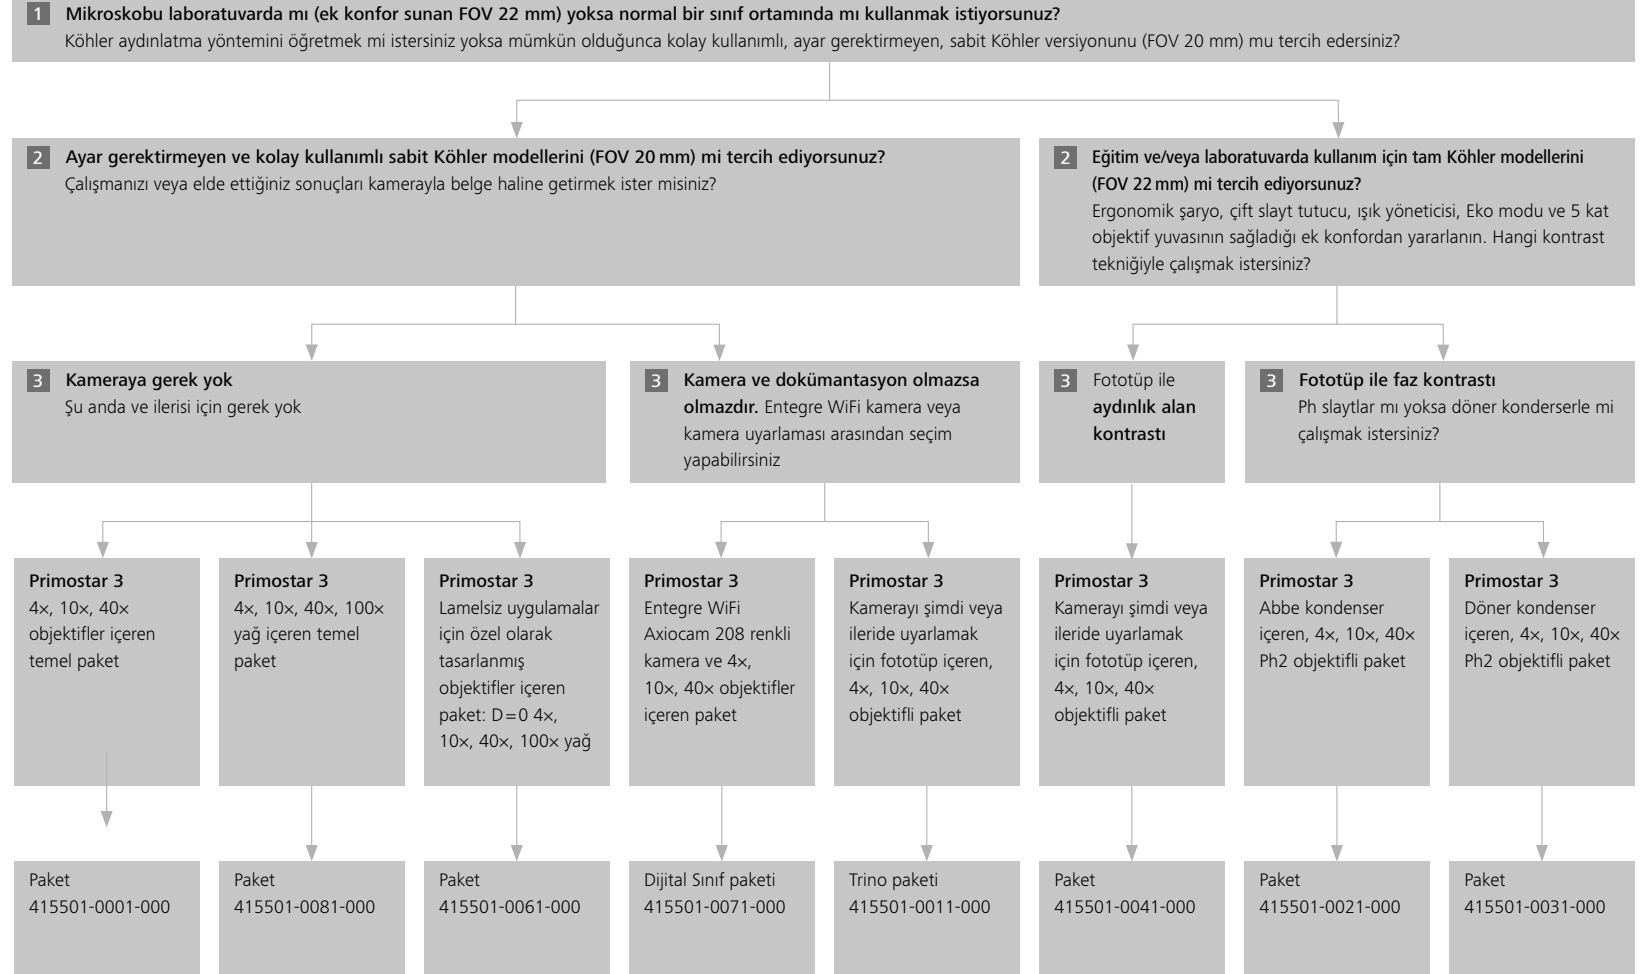 1 Mikroskobu laboratuvarda mı (ek konfor sunan FOV 22 mm) yoksa normal bir sınıf ortamında mı kullanmak istiyorsunuz?
Köhler aydınlatma yöntemini öğretmek mi istersiniz yoksa mümkün olduğunca kolay kullanımlı, ayar gerektirmeyen, sabit Köhler versiyonunu (FOV 20 mm) mu tercih edersiniz?
2 Ayar gerektirmeyen ve kolay kullanımlı sabit Köhler modellerini (FOV 20 mm) mi tercih ediyorsunuz?
Çalışmanızı veya elde ettiğiniz sonuçları kamerayla belge haline getirmek ister misiniz?
2 Eğitim ve/veya laboratuvarda kullanım için tam Köhler modellerini
(FOV 22 mm) mi tercih ediyorsunuz?
Ergonomik şaryo, çift slayt tutucu, ışık yöneticisi, Eko modu ve 5 kat
objektif yuvasının sağladığı ek konfordan yararlanın. Hangi kontrast
tekniğiyle çalışmak istersiniz?
3 Kameraya gerek yok
Şu anda ve ilerisi için gerek yok
3 Kamera ve dokümantasyon olmazsa
olmazdır. Entegre WiFi kamera veya
kamera uyarlaması arasından seçim
yapabilirsiniz
3 Fototüp ile
aydınlık alan
kontrastı
3 Fototüp ile faz kontrastı
Ph slaytlar mı yoksa döner konderserle mi
çalışmak istersiniz?
Primostar 3
4×, 10×, 40×
objektifler içeren
temel paket
Primostar 3
4×, 10×, 40×, 100×
yağ içeren temel
paket
Primostar 3
Lamelsiz uygulamalar
için özel olarak
tasarlanmış
objektifler içeren
paket: D=0 4×,
10×, 40×, 100× yağ
Primostar 3
Entegre WiFi
Axiocam 208 renkli
kamera ve 4×,
10×, 40× objektifler
içeren paket
Primostar 3
Kamerayı şimdi veya
ileride uyarlamak
için fototüp içeren,
4×, 10×, 40×
objektifli paket
Primostar 3
Kamerayı şimdi veya
ileride uyarlamak
için fototüp içeren,
4×, 10×, 40×
objektifli paket
Primostar 3
Abbe kondenser
içeren, 4×, 10×, 40×
Ph2 objektifli paket
Primostar 3
Döner kondenser
içeren, 4×, 10×, 40×
Ph2 objektifli paket
Paket
415501-0001-000
Paket
415501-0081-000
Paket
415501-0061-000
Dijital Sınıf paketi
415501-0071-000
Trino paketi
415501-0011-000
Paket
415501-0041-000
Paket
415501-0021-000
Paket
415501-0031-000